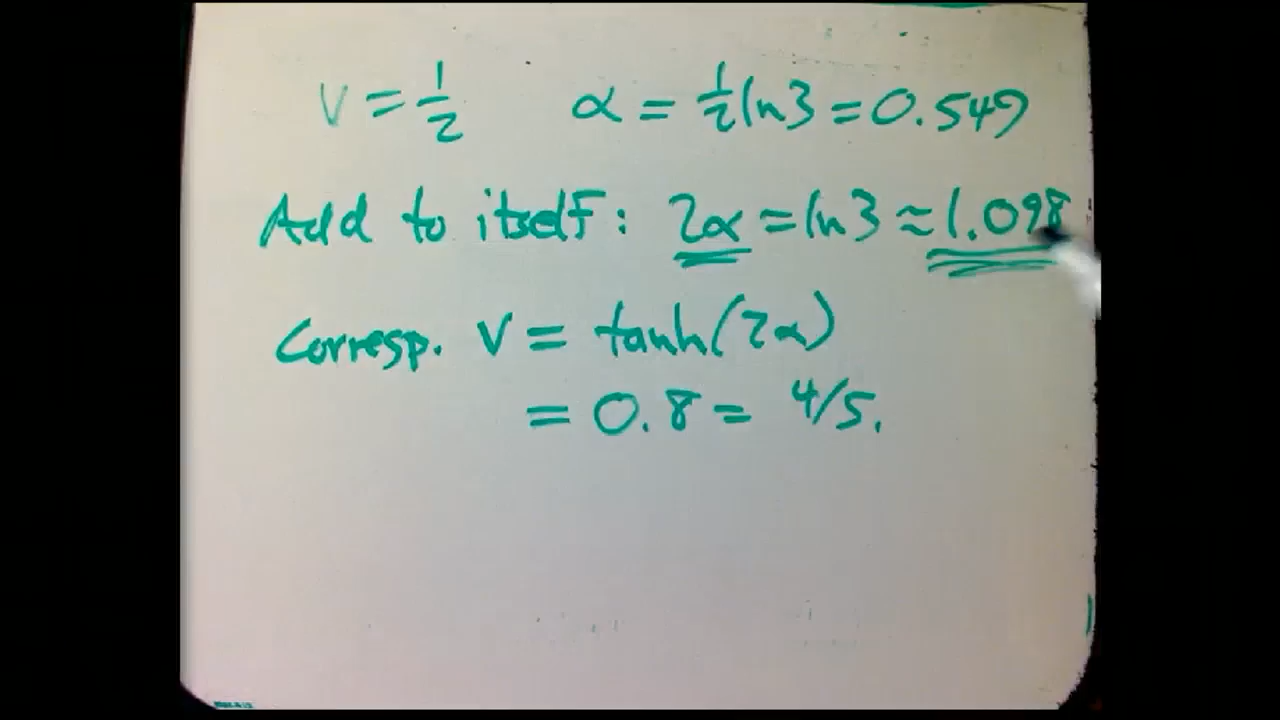 V = 1/2 α = 1/2 ln3 = 0.549
Add to itself: 2α = ln3 ≈ 1.098
Corresp. V = tanh(2α)
= 0.8 = 4/5.